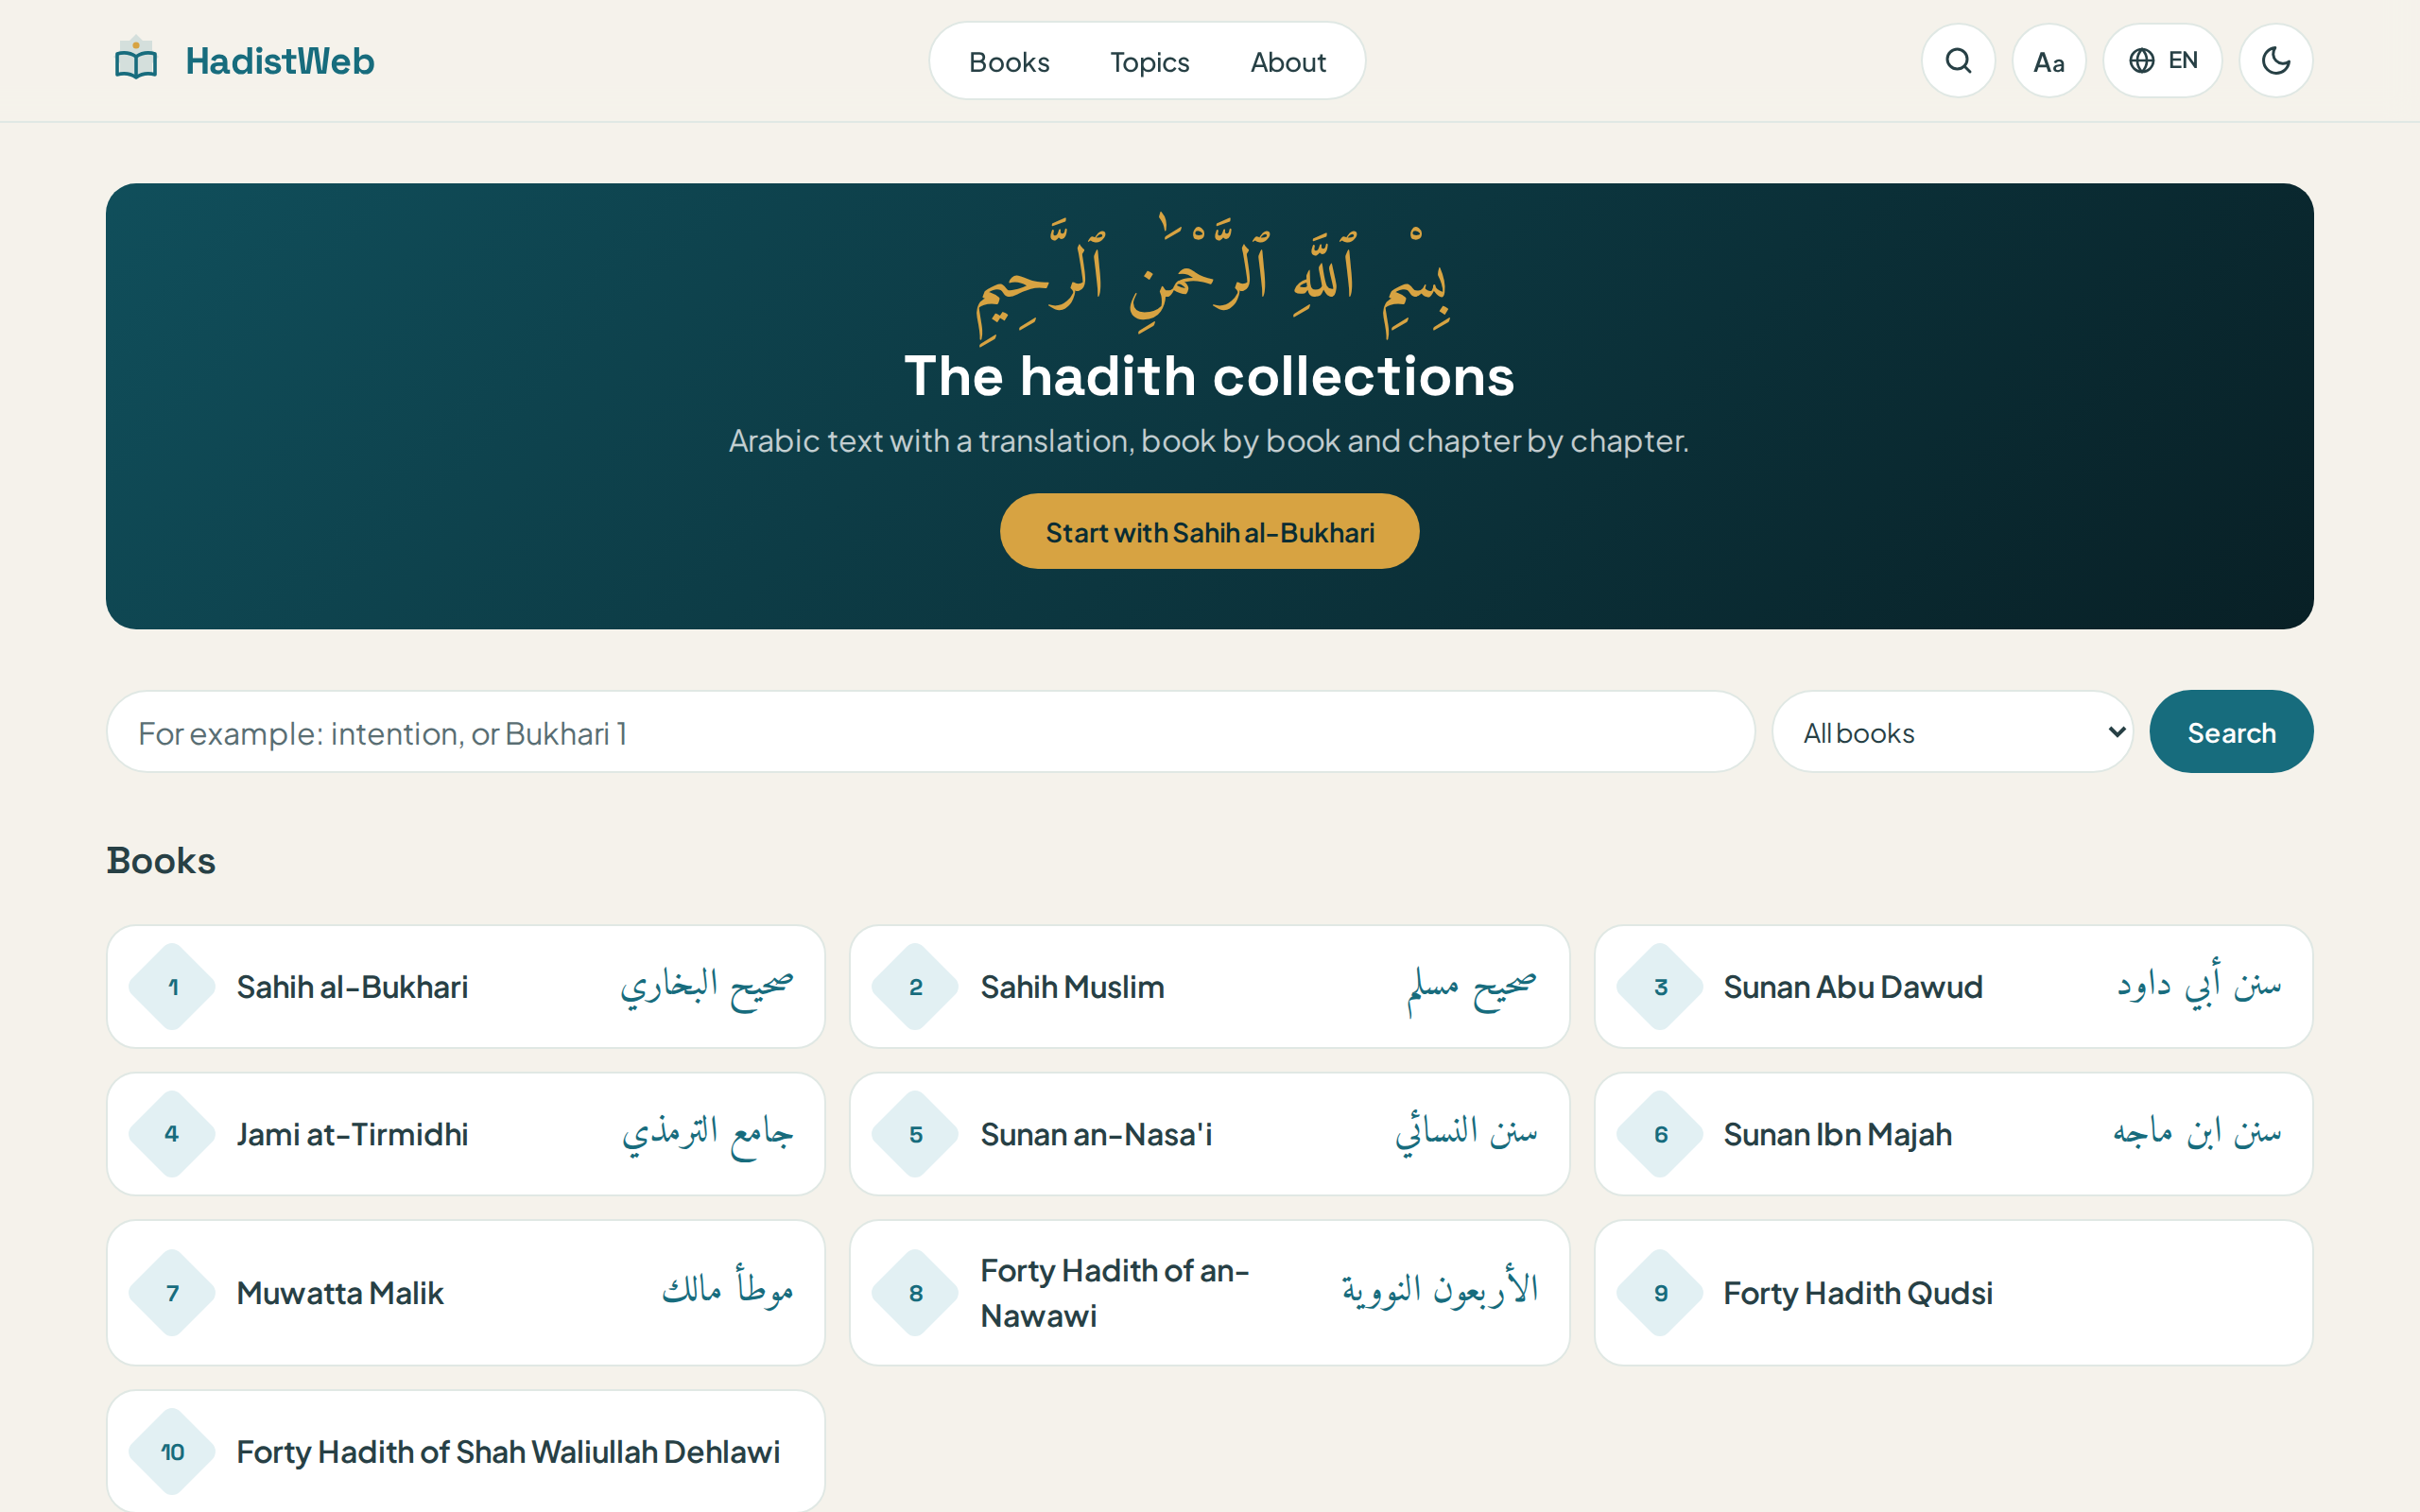 HadistWeb
Books Topics About
Aa EN
بِسْمِ ٱللَّهِ ٱلرَّحْمَٰنِ ٱلرَّحِيمِ
The hadith collections
Arabic text with a translation, book by book and chapter by chapter.
Start with Sahih al-Bukhari
For example: intention, or Bukhari 1
All books
Search
Books
1 Sahih al-Bukhari صحيح البخاري
2 Sahih Muslim صحيح مسلم
3 Sunan Abu Dawud سنن أبي داود
4 Jami at-Tirmidhi جامع الترمذي
5 Sunan an-Nasa'i سنن النسائي
6 Sunan Ibn Majah سنن ابن ماجه
7 Muwatta Malik موطأ مالك
8 Forty Hadith of an-
Nawawi الأربعون النووية
9 Forty Hadith Qudsi
10 Forty Hadith of Shah Waliullah Dehlawi